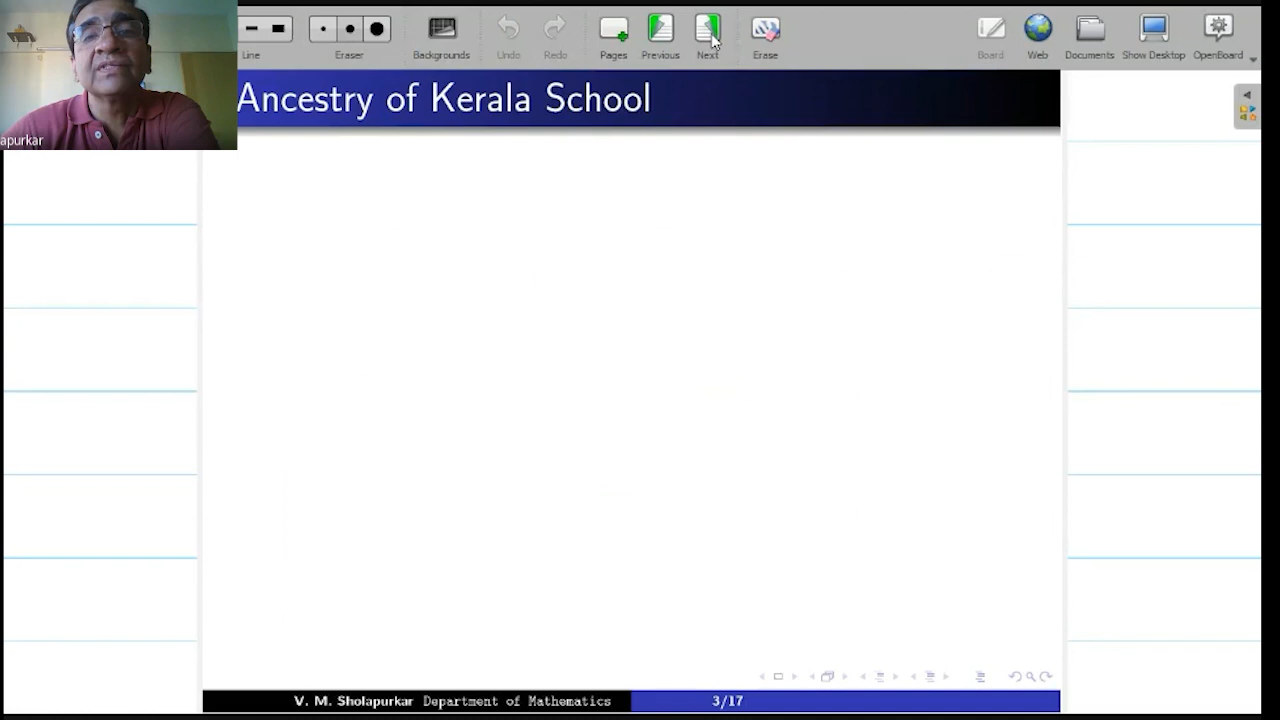 Line
Eraser
Backgrounds
Undo
Redo
Pages
Previous
Next
Erase
Board
Web
Documents
Show Desktop
OpenBoard
Ancestry of Kerala School
apurkar
V. M. Sholapurkar Department of Mathematics
3/17